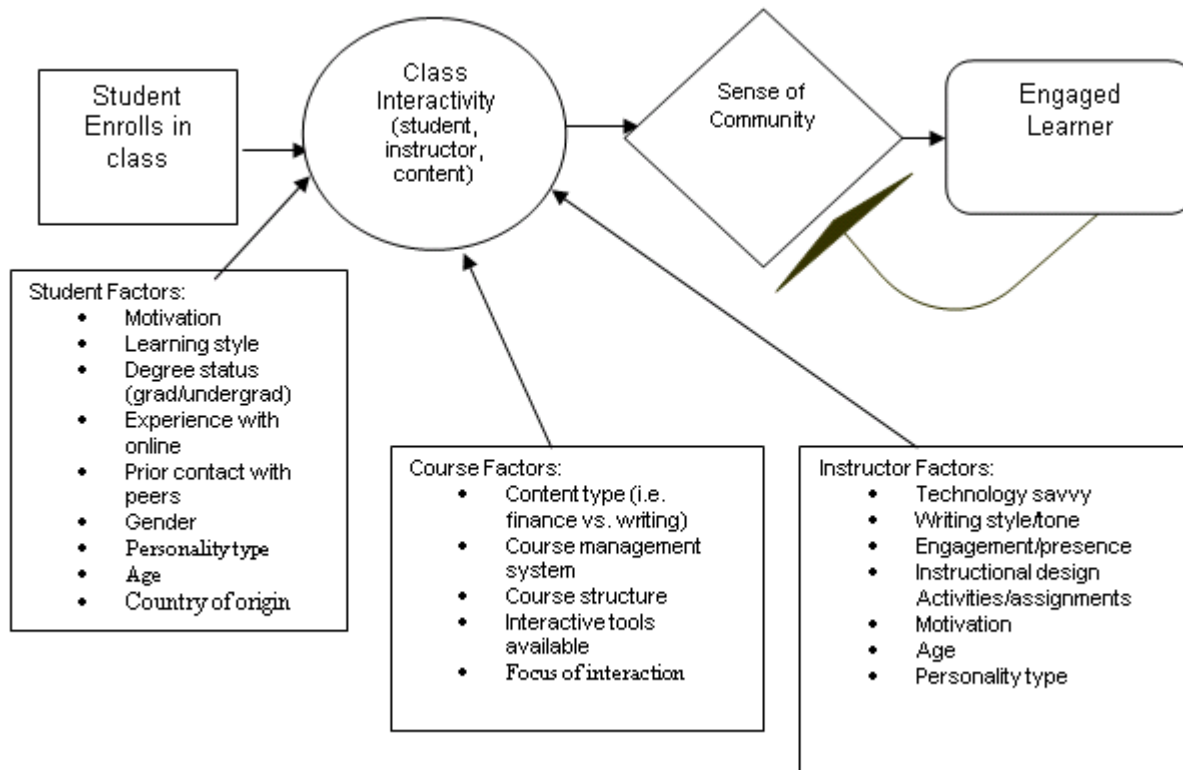 Student
Enrolls in
class
Class
Interactivity
(student,
instructor,
content)
Sense of
Community
Engaged
Learner
Student Factors:
• Motivation
• Learning style
• Degree status
(grad/undergrad)
• Experience with
online
• Prior contact with
peers
• Gender
• Personality type
• Age
• Country of origin
Course Factors:
• Content type (i.e.
finance vs. writing)
• Course management
system
• Course structure
• Interactive tools
available
• Focus of interaction
Instructor Factors:
• Technology savvy
• Writing style/tone
• Engagement/presence
• Instructional design
Activities/assignments
• Motivation
• Age
• Personality type